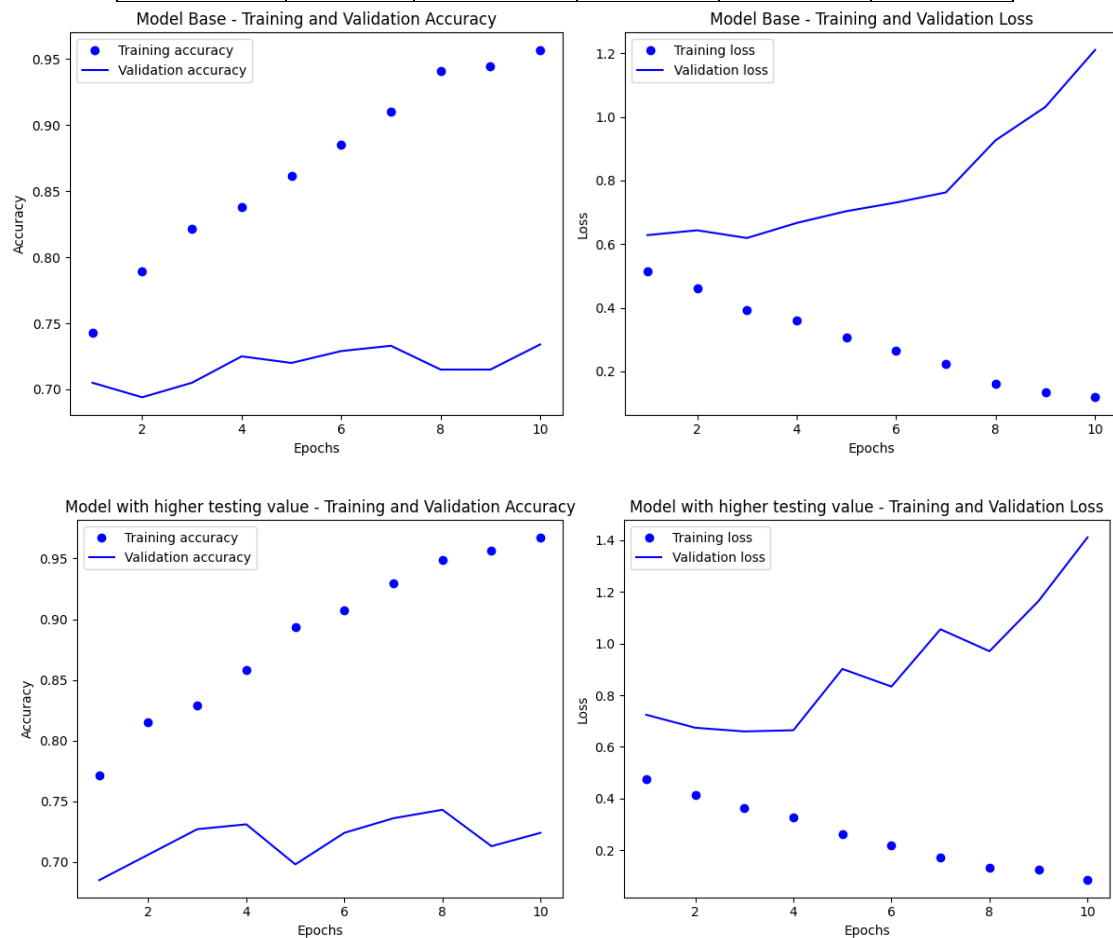 Model Base - Training and Validation Accuracy
Training accuracy
Validation accuracy
0.95
0.90
0.85
0.80
0.75
0.70
Accuracy
2 4 6 8 10
Epochs
Model Base - Training and Validation Loss
Training loss
Validation loss
1.2
1.0
0.8
0.6
0.4
0.2
Loss
2 4 6 8 10
Epochs
Model with higher testing value - Training and Validation Accuracy
Training accuracy
Validation accuracy
0.95
0.90
0.85
0.80
0.75
0.70
Accuracy
2 4 6 8 10
Epochs
Model with higher testing value - Training and Validation Loss
Training loss
Validation loss
1.4
1.2
1.0
0.8
0.6
0.4
0.2
Loss
2 4 6 8 10
Epochs